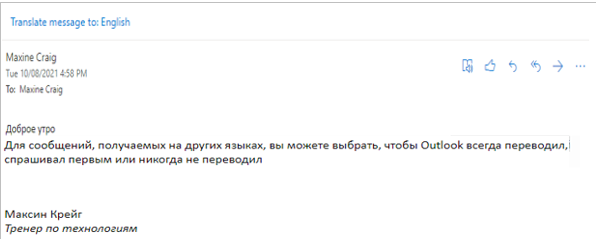 Translate message to: English
Maxine Craig
Tue 10/08/2021 4:58 PM
To: Maxine Craig
Доброе утро
Для сообщений, получаемых на других языках, вы можете выбрать, чтобы Outlook всегда переводил,
спрашивал первым или никогда не переводил
Максин Крейг
Тренер по технологиям